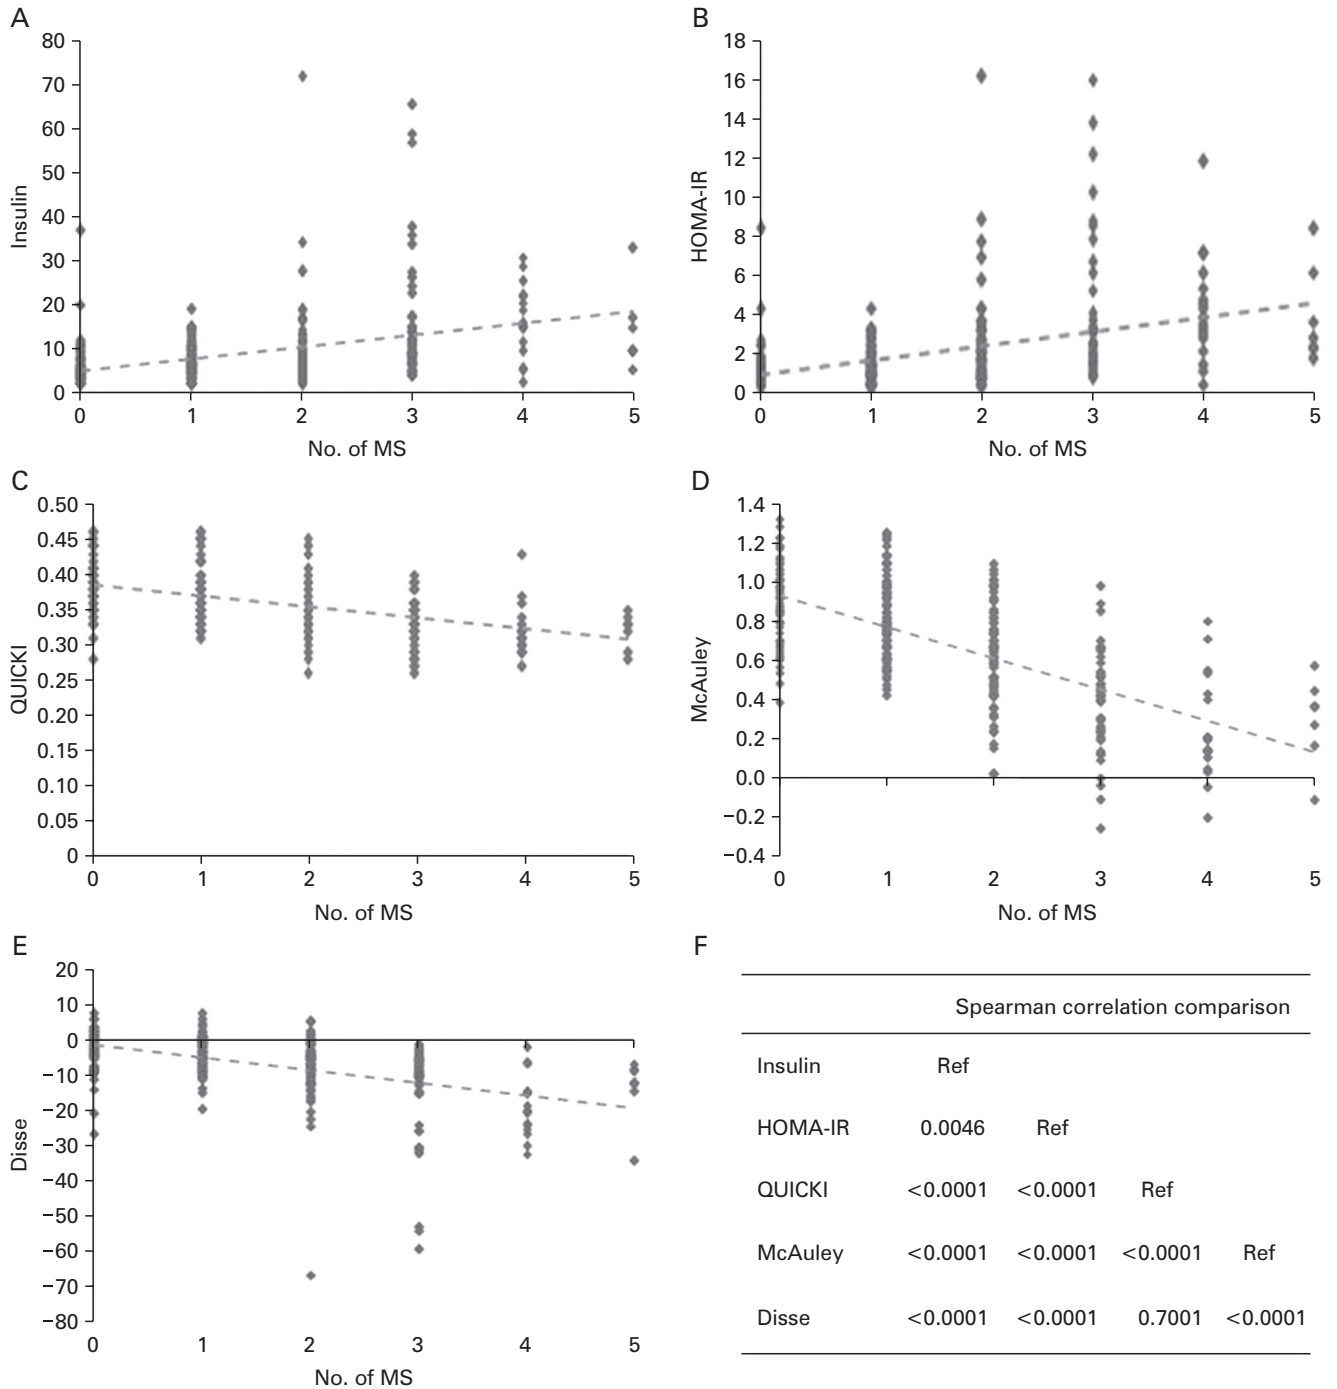 A
80
70
60
50
40
30
20
10
0
Insulin
0 1 2 3 4 5
No. of MS
B
18
16
14
12
10
8
6
4
2
0
HOMA-IR
0 1 2 3 4 5
No. of MS
C
0.50
0.45
0.40
0.35
0.30
0.25
0.20
0.15
0.10
0.05
0
QUICKI
0 1 2 3 4 5
No. of MS
D
1.4
1.2
1.0
0.8
0.6
0.4
0.2
0.0
−0.2
−0.4
McAuley
0 1 2 3 4 5
No. of MS
E
20
10
0
−10
−20
−30
−40
−50
−60
−70
−80
Disse
0 1 2 3 4 5
No. of MS
F
Spearman correlation comparison
Insulin Ref
HOMA-IR 0.0046 Ref
QUICKI <0.0001 <0.0001 Ref
McAuley <0.0001 <0.0001 <0.0001 Ref
Disse <0.0001 <0.0001 0.7001 <0.0001